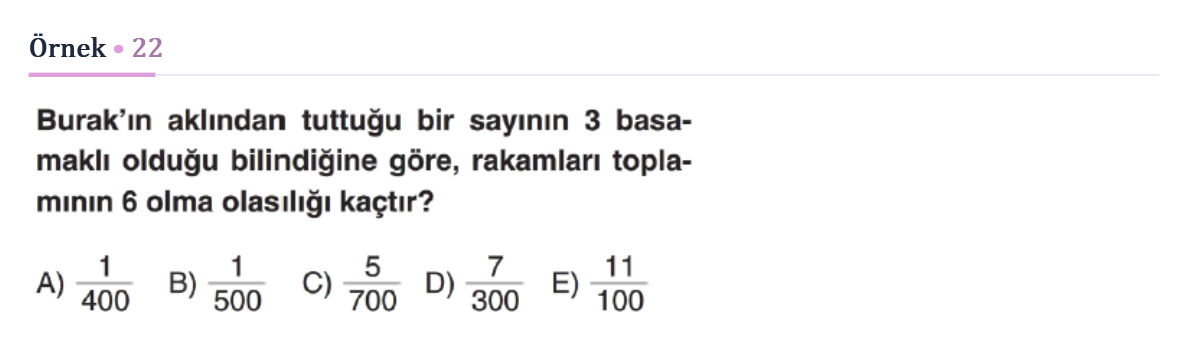 Örnek • 22
Burak'ın aklından tuttuğu bir sayının 3 basa-
maklı olduğu bilindiğine göre, rakamları topla-
mının 6 olma olasılığı kaçtır?
A) 1/400 B) 1/500 C) 5/700 D) 7/300 E) 11/100